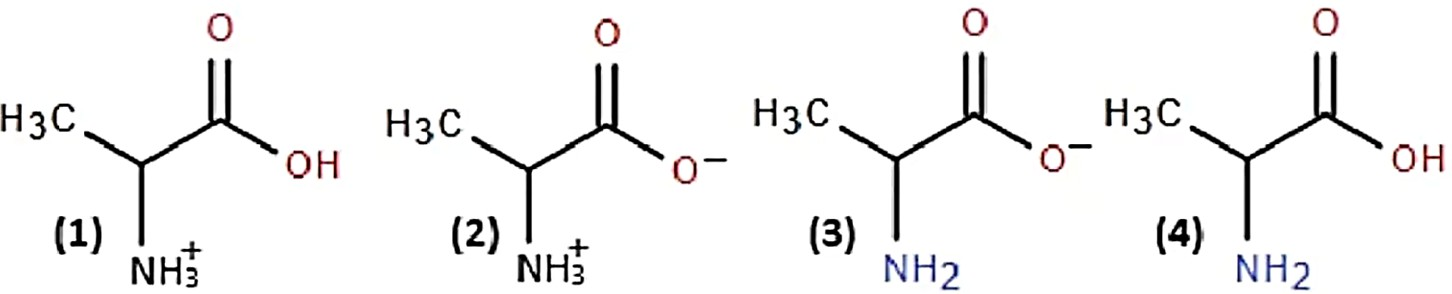 O O O O
H3C H3C H3C H3C
OH O− O− OH
(1) (2) (3) (4)
NH3+ NH3+ NH2 NH2